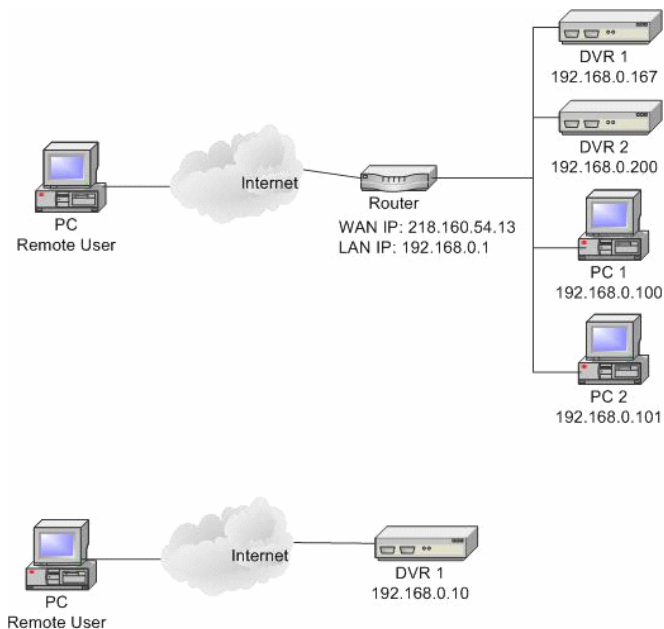 DVR 1
192.168.0.167
DVR 2
192.168.0.200
Internet
Router
WAN IP: 218.160.54.13
LAN IP: 192.168.0.1
PC
Remote User
PC 1
192.168.0.100
PC 2
192.168.0.101
Internet
DVR 1
192.168.0.10
PC
Remote User